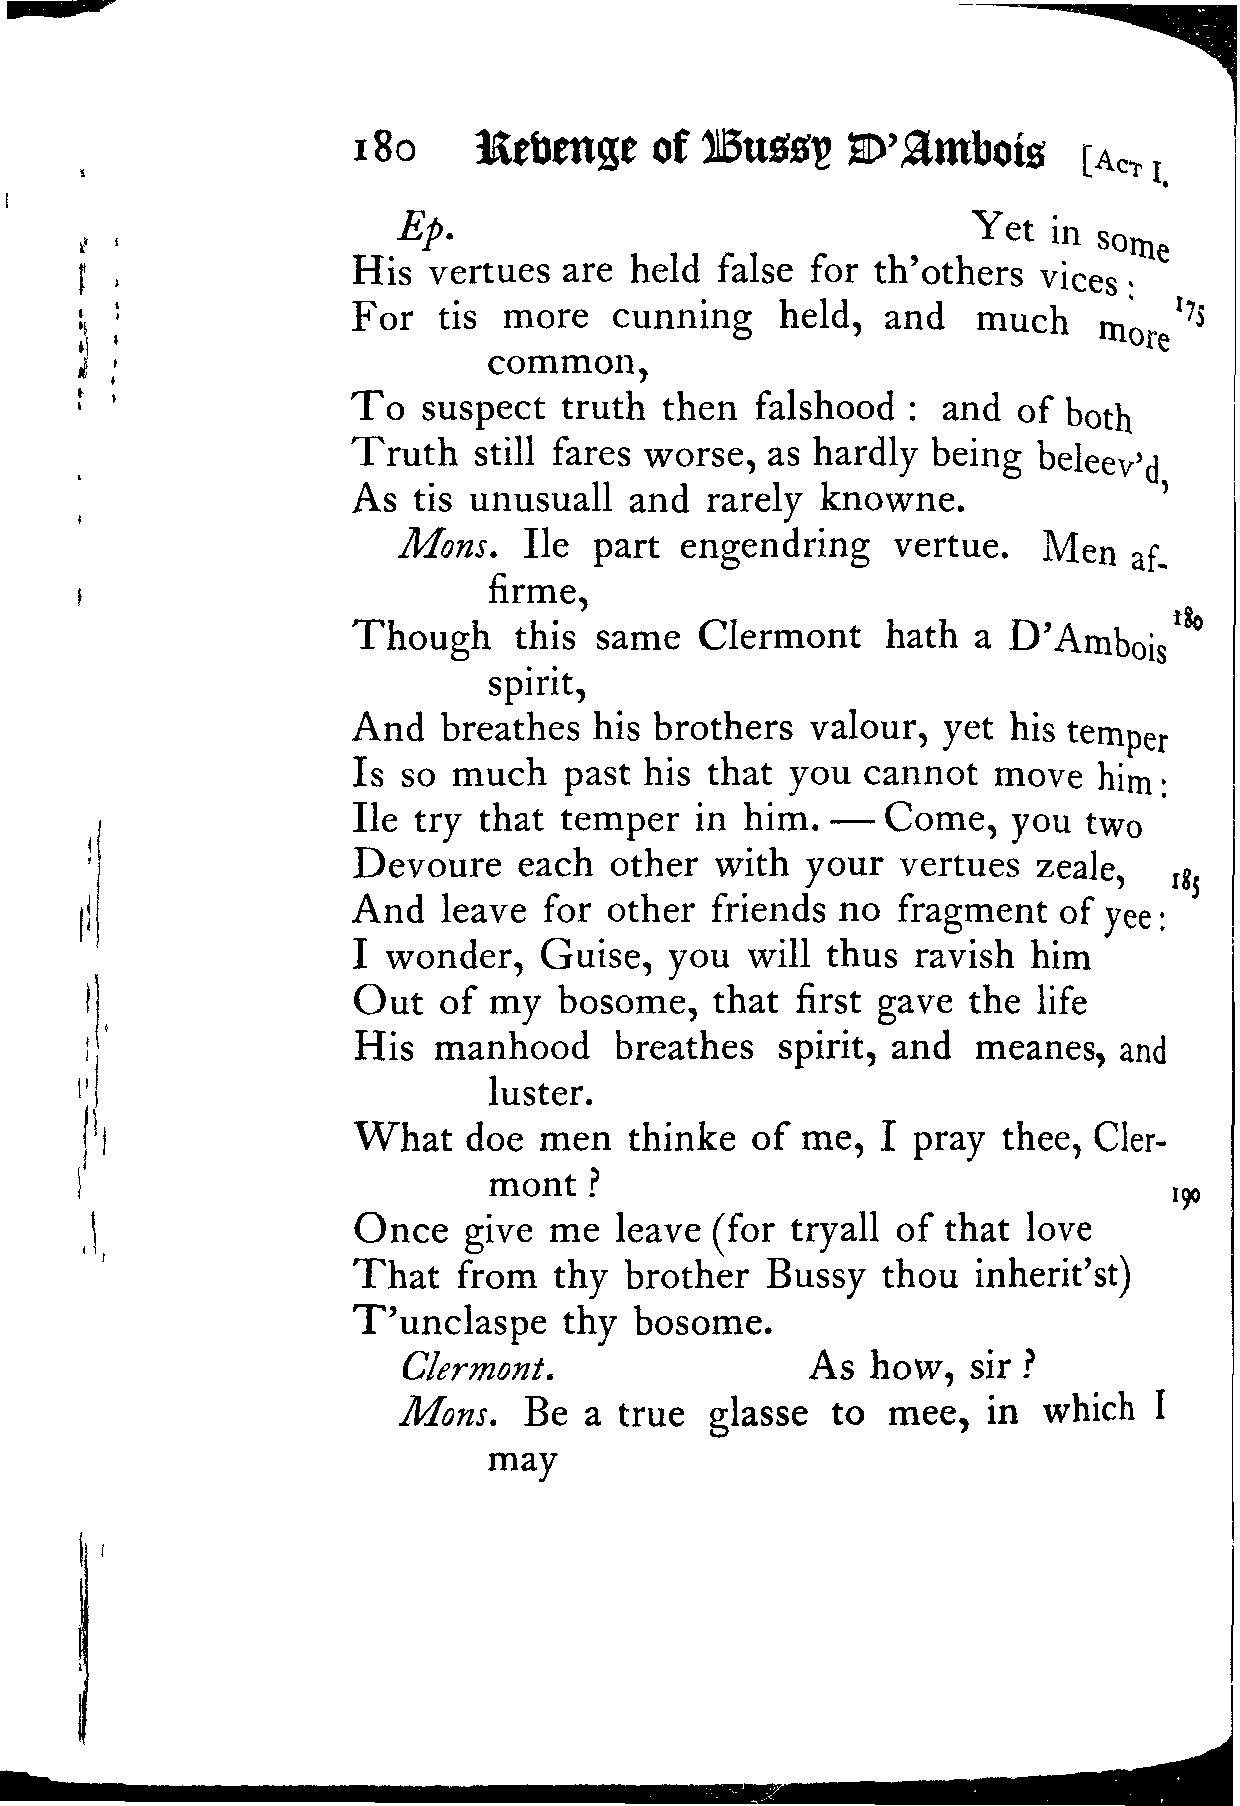 180 Revenge of Bussy D'Ambois [ACT I.
Ep. Yet in some
His vertues are held false for th'others vices:
For tis more cunning held, and much more 175
common,
To suspect truth then falshood : and of both
Truth still fares worse, as hardly being beleev'd,
As tis unusuall and rarely knowne.
Mons. Ile part engendring vertue. Men af-
firme,
Though this same Clermont hath a D'Ambois 180
spirit,
And breathes his brothers valour, yet his temper
Is so much past his that you cannot move him:
Ile try that temper in him. — Come, you two
Devoure each other with your vertues zeale, 185
And leave for other friends no fragment of yee:
I wonder, Guise, you will thus ravish him
Out of my bosome, that first gave the life
His manhood breathes spirit, and meanes, and
luster.
What doe men thinke of me, I pray thee, Cler-
mont ? 190
Once give me leave (for tryall of that love
That from thy brother Bussy thou inherit'st)
T'unclaspe thy bosome.
Clermont. As how, sir ?
Mons. Be a true glasse to mee, in which I
may